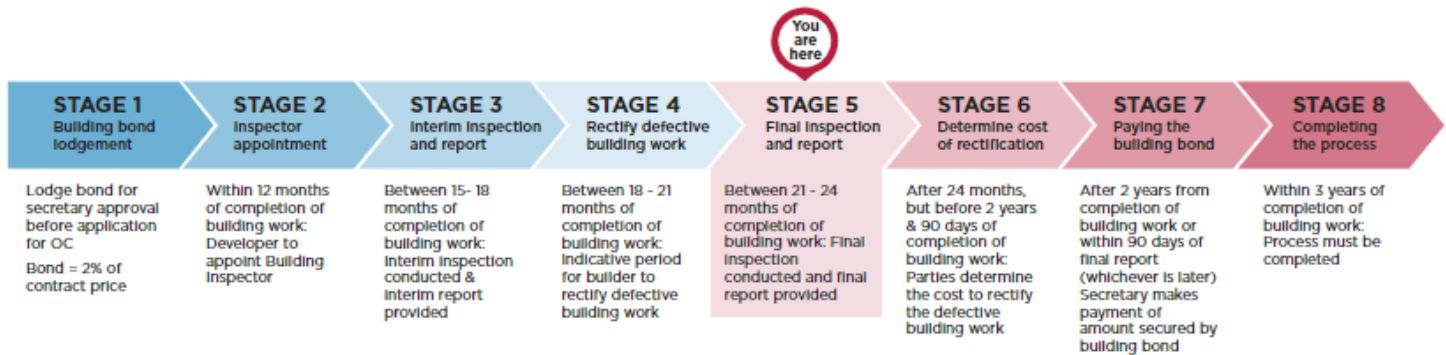 You
are
here
STAGE 1
Building bond
lodgement
STAGE 2
Inspector
appointment
STAGE 3
Interim inspection
and report
STAGE 4
Rectify defective
building work
STAGE 5
Final inspection
and report
STAGE 6
Determine cost
of rectification
STAGE 7
Paying the
building bond
STAGE 8
Completing
the process
Lodge bond for
secretary approval
before application
for OC
Bond = 2% of
contract price
Within 12 months
of completion of
building work:
Developer to
appoint Building
Inspector
Between 15- 18
months of
completion of
building work:
Interim inspection
conducted &
interim report
provided
Between 18 - 21
months of
completion of
building work:
Indicative period
for builder to
rectify defective
building work
Between 21 - 24
months of
completion of
building work: Final
inspection
conducted and final
report provided
After 24 months,
but before 2 years
& 90 days of
completion of
building work:
Parties determine
the cost to rectify
the defective
building work
After 2 years from
completion of
building work or
within 90 days of
final report
(whichever is later)
Secretary makes
payment of
amount secured by
building bond
Within 3 years of
completion of
building work:
Process must be
completed